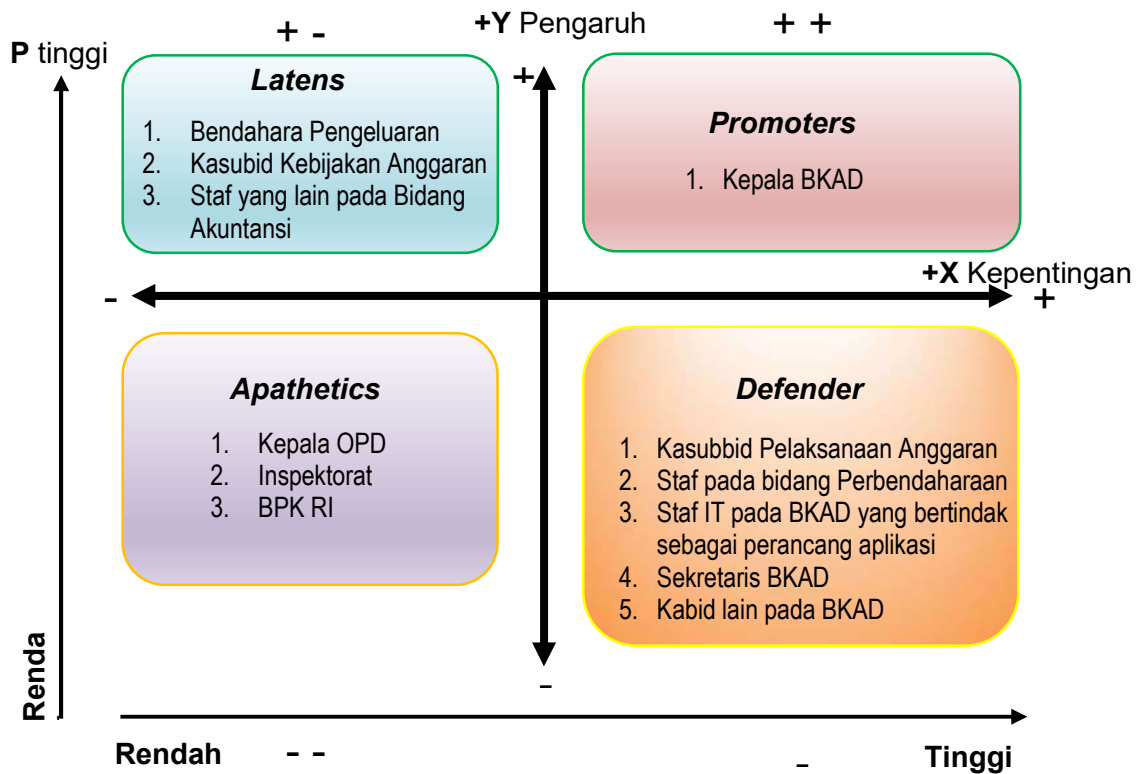 + -
+Y Pengaruh
+ +
P tinggi
+
Latens
1. Bendahara Pengeluaran
2. Kasubid Kebijakan Anggaran
3. Staf yang lain pada Bidang
Akuntansi
Promoters
1. Kepala BKAD
+X Kepentingan
-
+
Apathetics
1. Kepala OPD
2. Inspektorat
3. BPK RI
Defender
1. Kasubbid Pelaksanaan Anggaran
2. Staf pada bidang Perbendaharaan
3. Staf IT pada BKAD yang bertindak
sebagai perancang aplikasi
4. Sekretaris BKAD
5. Kabid lain pada BKAD
Renda
-
Rendah
- -
-
Tinggi